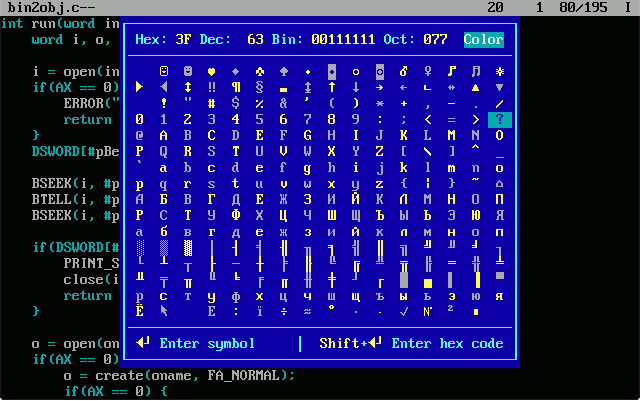 bin2obj.c-- 20 1 80/195 I
int run(word in
word i, o,
i = open(in
if(AX == 0)
ERROR("
return
}
DSWORD[#pBe
BSEEK(i, #p
BTELL(i, #p
BSEEK(i, #p
if(DSWORD[#
PRINT_S
close(i
return
}
o = open(on
if(AX == 0)
o = create(oname, FA_NORMAL);
if(AX == 0) {
Hex: 3F Dec: 63 Bin: 00111111 Oct: 077 Color
☺ ☻ ♥ ♦ ♣ ♠ • ◘ ○ ◙ ♂ ♀ ♪ ♫ ☼
► ◄ ↕ ‼ ¶ § ▬ ↨ ↑ ↓ → ← ∟ ↔ ▲ ▼
! " # $ % & ' ( ) * + , - . /
0 1 2 3 4 5 6 7 8 9 : ; < = > ?
@ A B C D E F G H I J K L M N O
P Q R S T U V W X Y Z [ \ ] ^ _
` a b c d e f g h i j k l m n o
p q r s t u v w x y z { ¦ } ~ ⌂
А Б В Г Д Е Ж З И Й К Л М Н О П
Р С Т У Ф Х Ц Ч Ш Щ Ъ Ы Ь Э Ю Я
а б в г д е ж з и й к л м н о п
░ ▒ ▓ │ ┤ ╡ ╢ ╖ ╕ ╣ ║ ╗ ╝ ╜ ╛ ┐
└ ┴ ┬ ├ ─ ┼ ╞ ╟ ╚ ╔ ╩ ╦ ╠ ═ ╬ ╧
╨ ╤ ╥ ╙ ╘ ╒ ╓ ╫ ╪ ┘ ┌ █ ▄ ▌ ▐ ▀
р с т у ф х ц ч ш щ ъ ы ь э ю я
Ё Е : ї ÷ ≈ ° ∙ · √ № ² ■
Enter symbol Shift+ Enter hex code